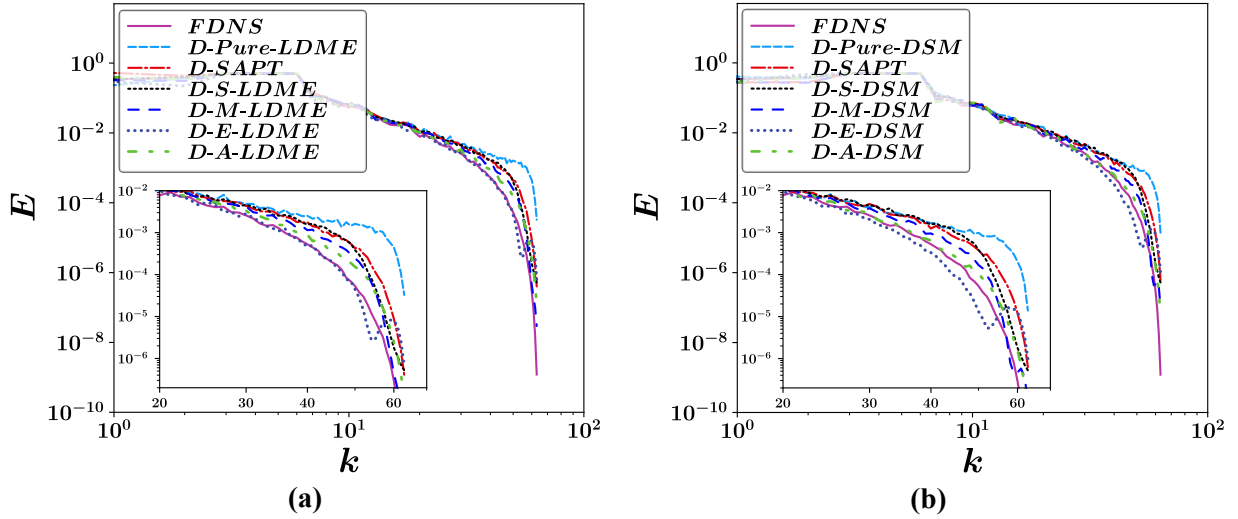 FDNS
D-Pure-LDME
D-SAPT
D-S-LDME
D-M-LDME
D-E-LDME
D-A-LDME
10^0
10^-2
10^-4
10^-6
10^-8
10^-10
E
10^-2
10^-3
10^-4
10^-5
10^-6
20 30 40 50 60
10^0 10^1 10^2
k
(a)
FDNS
D-Pure-DSM
D-SAPT
D-S-DSM
D-M-DSM
D-E-DSM
D-A-DSM
10^0
10^-2
10^-4
10^-6
10^-8
10^-10
E
10^-2
10^-3
10^-4
10^-5
10^-6
20 30 40 50 60
10^0 10^1 10^2
k
(b)